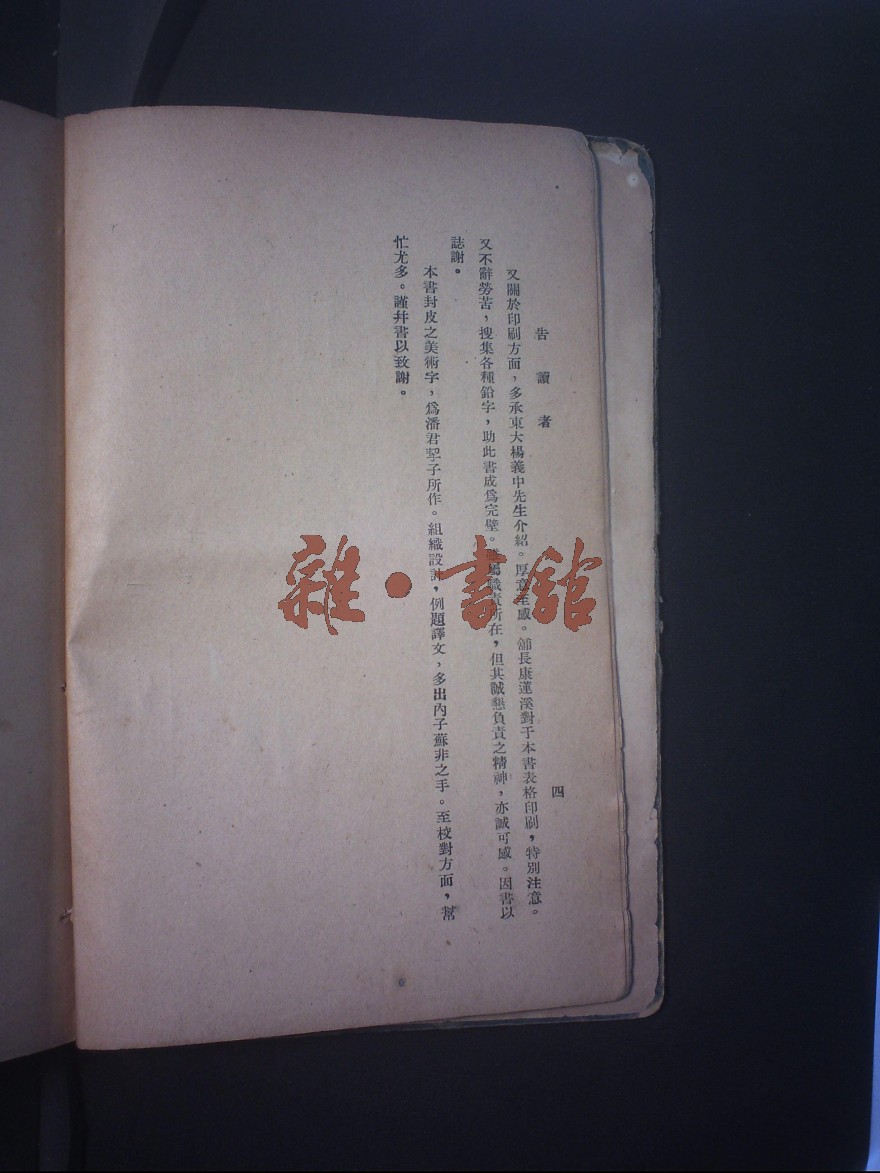 告讀者
四
又關於印刷方面，多承東大楊義中先生介紹。厚意至感。舖長康蓮溪對于本書表格印刷，特別注意。
又不辭勞苦，搜集各種鉛字，助此書成爲完壁。職責所在，但其誠懇負責之精神，亦誠可感。因書以
誌謝。
本書封皮之美術字，爲潘君子所作。組織設計，例題譯文，多出內子蘇非之手。至校對方面，幫
忙尤多。謹幷書以致謝。
雜·書館